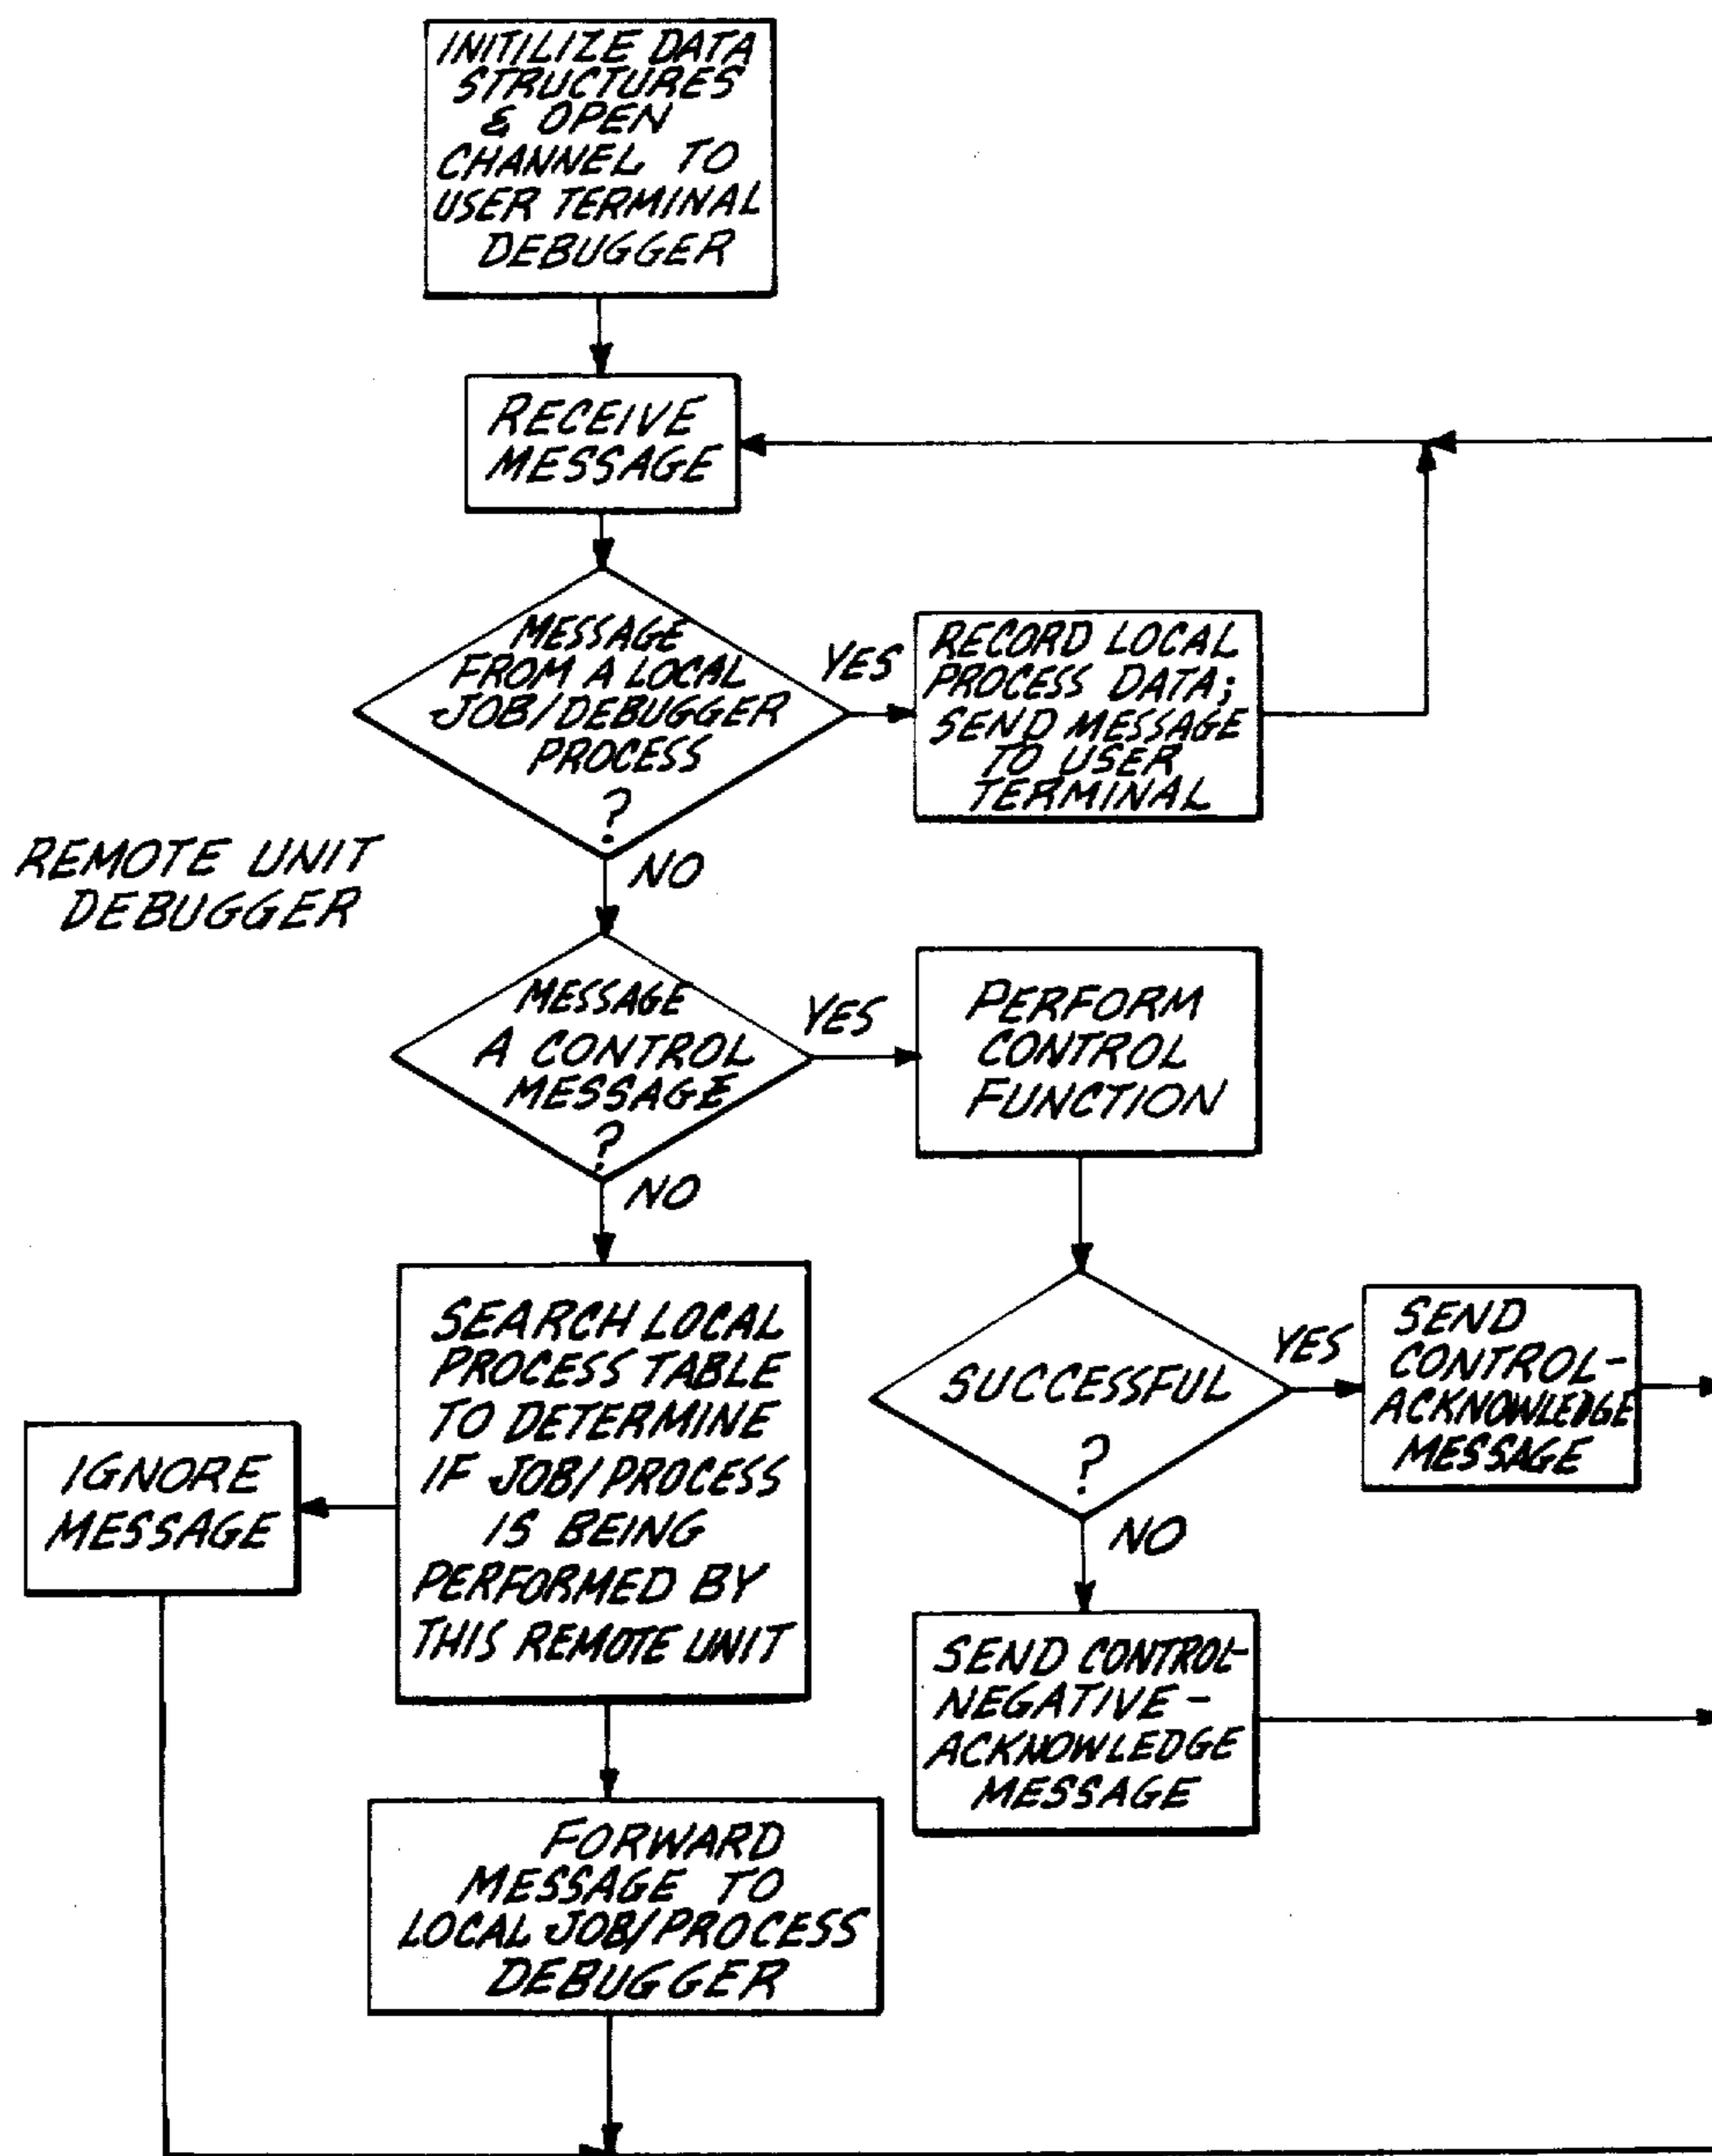 INITILIZE DATA
STRUCTURES
& OPEN
CHANNEL TO
USER TERMINAL
DEBUGGER
RECEIVE
MESSAGE
MESSAGE
FROM A LOCAL
JOB/DEBUGGER
PROCESS
?
YES
RECORD LOCAL
PROCESS DATA;
SEND MESSAGE
TO USER
TERMINAL
NO
REMOTE UNIT
DEBUGGER
MESSAGE
A CONTROL
MESSAGE
?
YES
PERFORM
CONTROL
FUNCTION
NO
SEARCH LOCAL
PROCESS TABLE
TO DETERMINE
IF JOB/PROCESS
IS BEING
PERFORMED BY
THIS REMOTE UNIT
SUCCESSFUL
?
YES
SEND
CONTROL-
ACKNOWLEDGE
MESSAGE
NO
IGNORE
MESSAGE
SEND CONTROL-
NEGATIVE-
ACKNOWLEDGE
MESSAGE
FORWARD
MESSAGE TO
LOCAL JOB/PROCESS
DEBUGGER